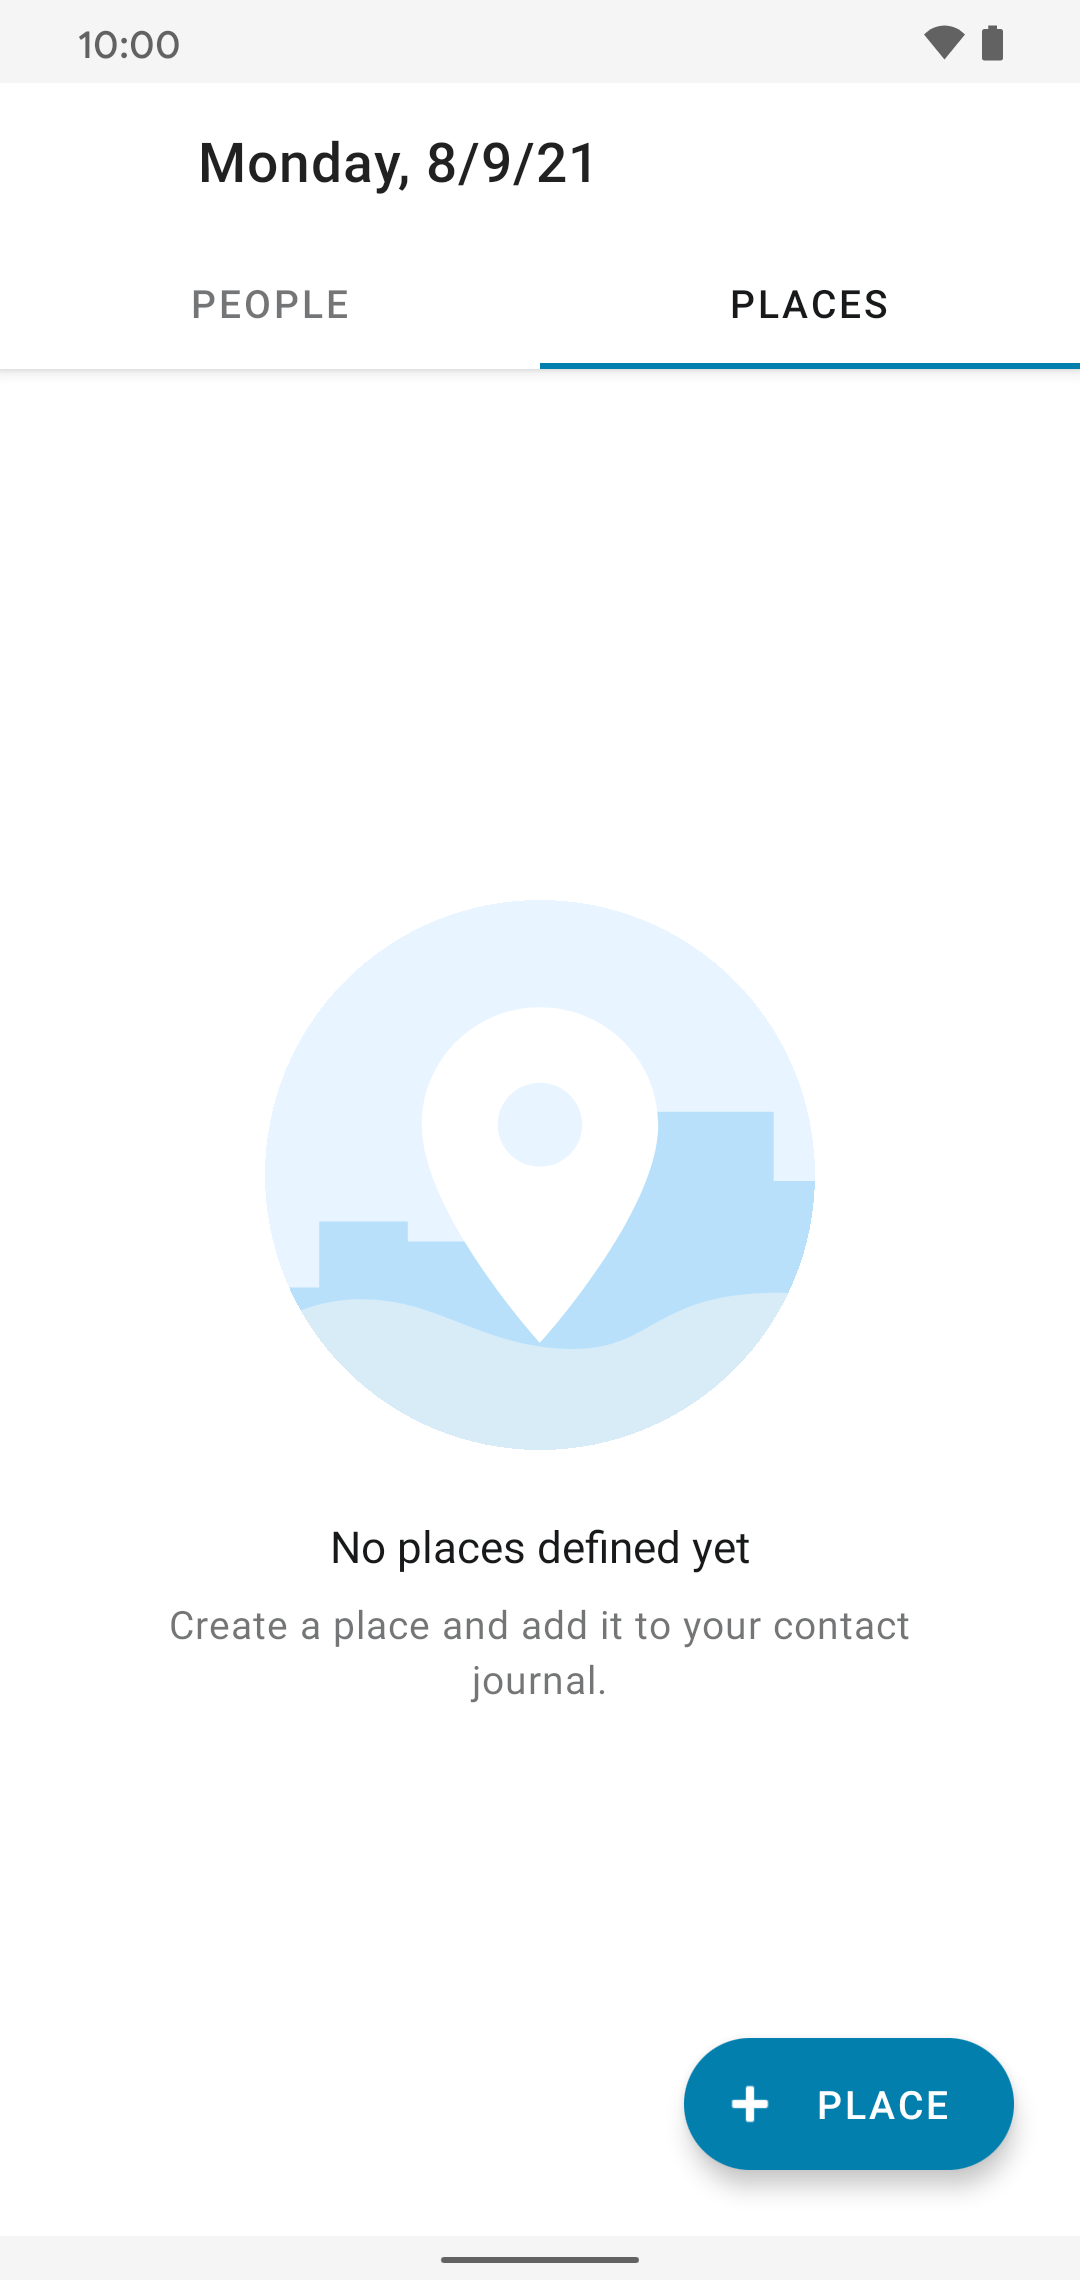 10:00
Monday, 8/9/21
PEOPLE
PLACES
No places defined yet
Create a place and add it to your contact
journal.
PLACE